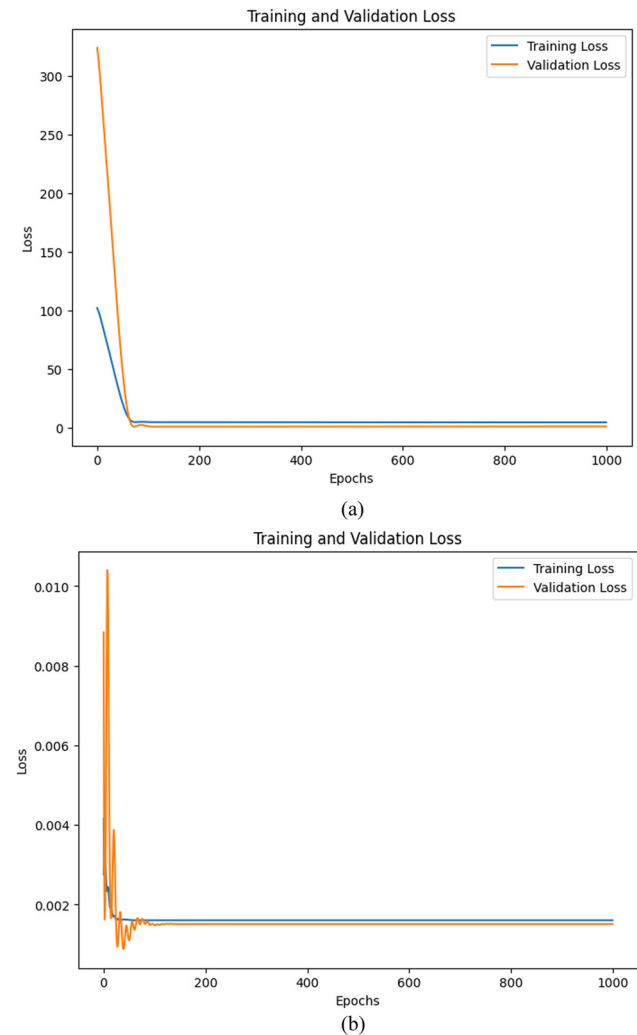 Training and Validation Loss
Training Loss
Validation Loss
300
250
200
150
100
50
0
Loss
0 200 400 600 800 1000
Epochs
(a)
Training and Validation Loss
Training Loss
Validation Loss
0.010
0.008
0.006
0.004
0.002
Loss
0 200 400 600 800 1000
Epochs
(b)